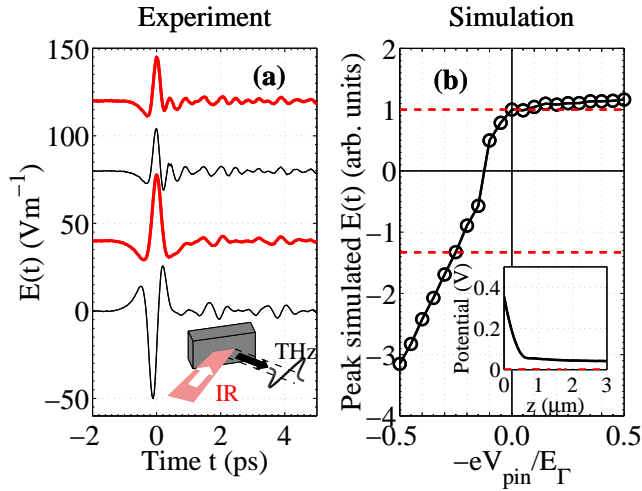 Experiment
Simulation
E(t) (Vm⁻¹)
150
100
50
0
−50
(a)
THz
IR
−2
0
2
4
Time t (ps)
Peak simulated E(t) (arb. units)
2
1
0
−1
−2
−3
−4
(b)
Potential (V)
0.4
0.2
0
0
1
2
3
z (μm)
−0.5
0.0
0.5
−eV_pin/E_Γ